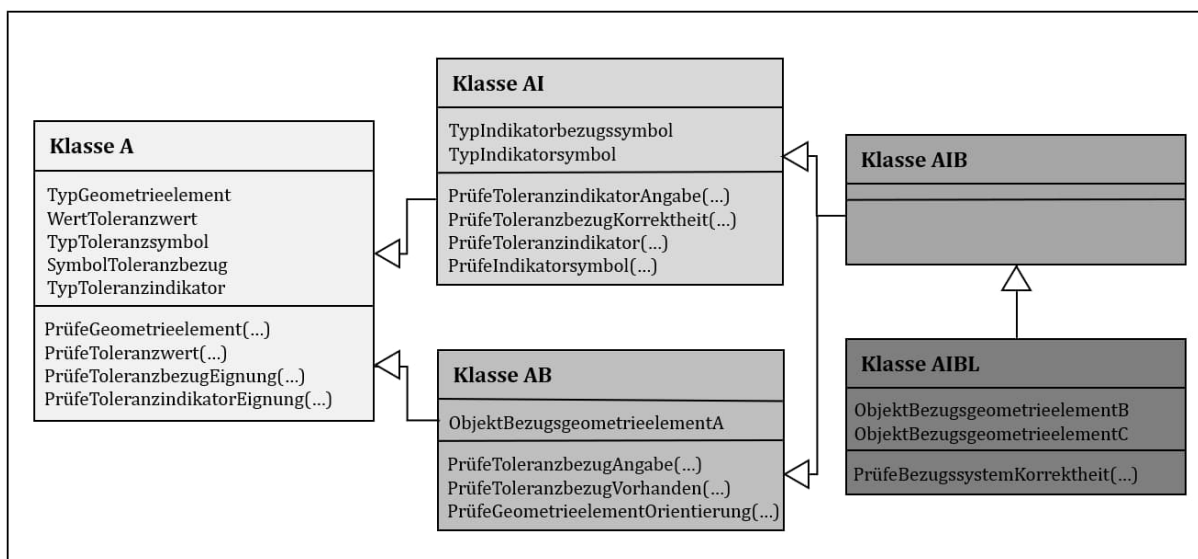 Klasse A
TypGeometrieelement
WertToleranzwert
TypToleranzsymbol
SymbolToleranzbezug
TypToleranzindikator
PrüfeGeometrieelement(...)
PrüfeToleranzwert(...)
PrüfeToleranzbezugEignung(...)
PrüfeToleranzindikatorEignung(...)
Klasse AI
TypIndikatorbezugssymbol
TypIndikatorsymbol
PrüfeToleranzindikatorAngabe(...)
PrüfeToleranzbezugKorrektheit(...)
PrüfeToleranzindikator(...)
PrüfeIndikatorsymbol(...)
Klasse AB
ObjektBezugsgeometrieelementA
PrüfeToleranzbezugAngabe(...)
PrüfeToleranzbezugVorhanden(...)
PrüfeGeometrieelementOrientierung(...)
Klasse AIB
Klasse AIBL
ObjektBezugsgeometrieelementB
ObjektBezugsgeometrieelementC
PrüfeBezugssystemKorrektheit(...)